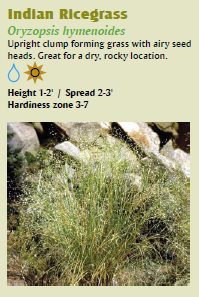 Indian Ricegrass
Oryzopsis hymenoides
Upright clump forming grass with airy seed
heads. Great for a dry, rocky location.
Height 1-2' / Spread 2-3'
Hardiness zone 3-7